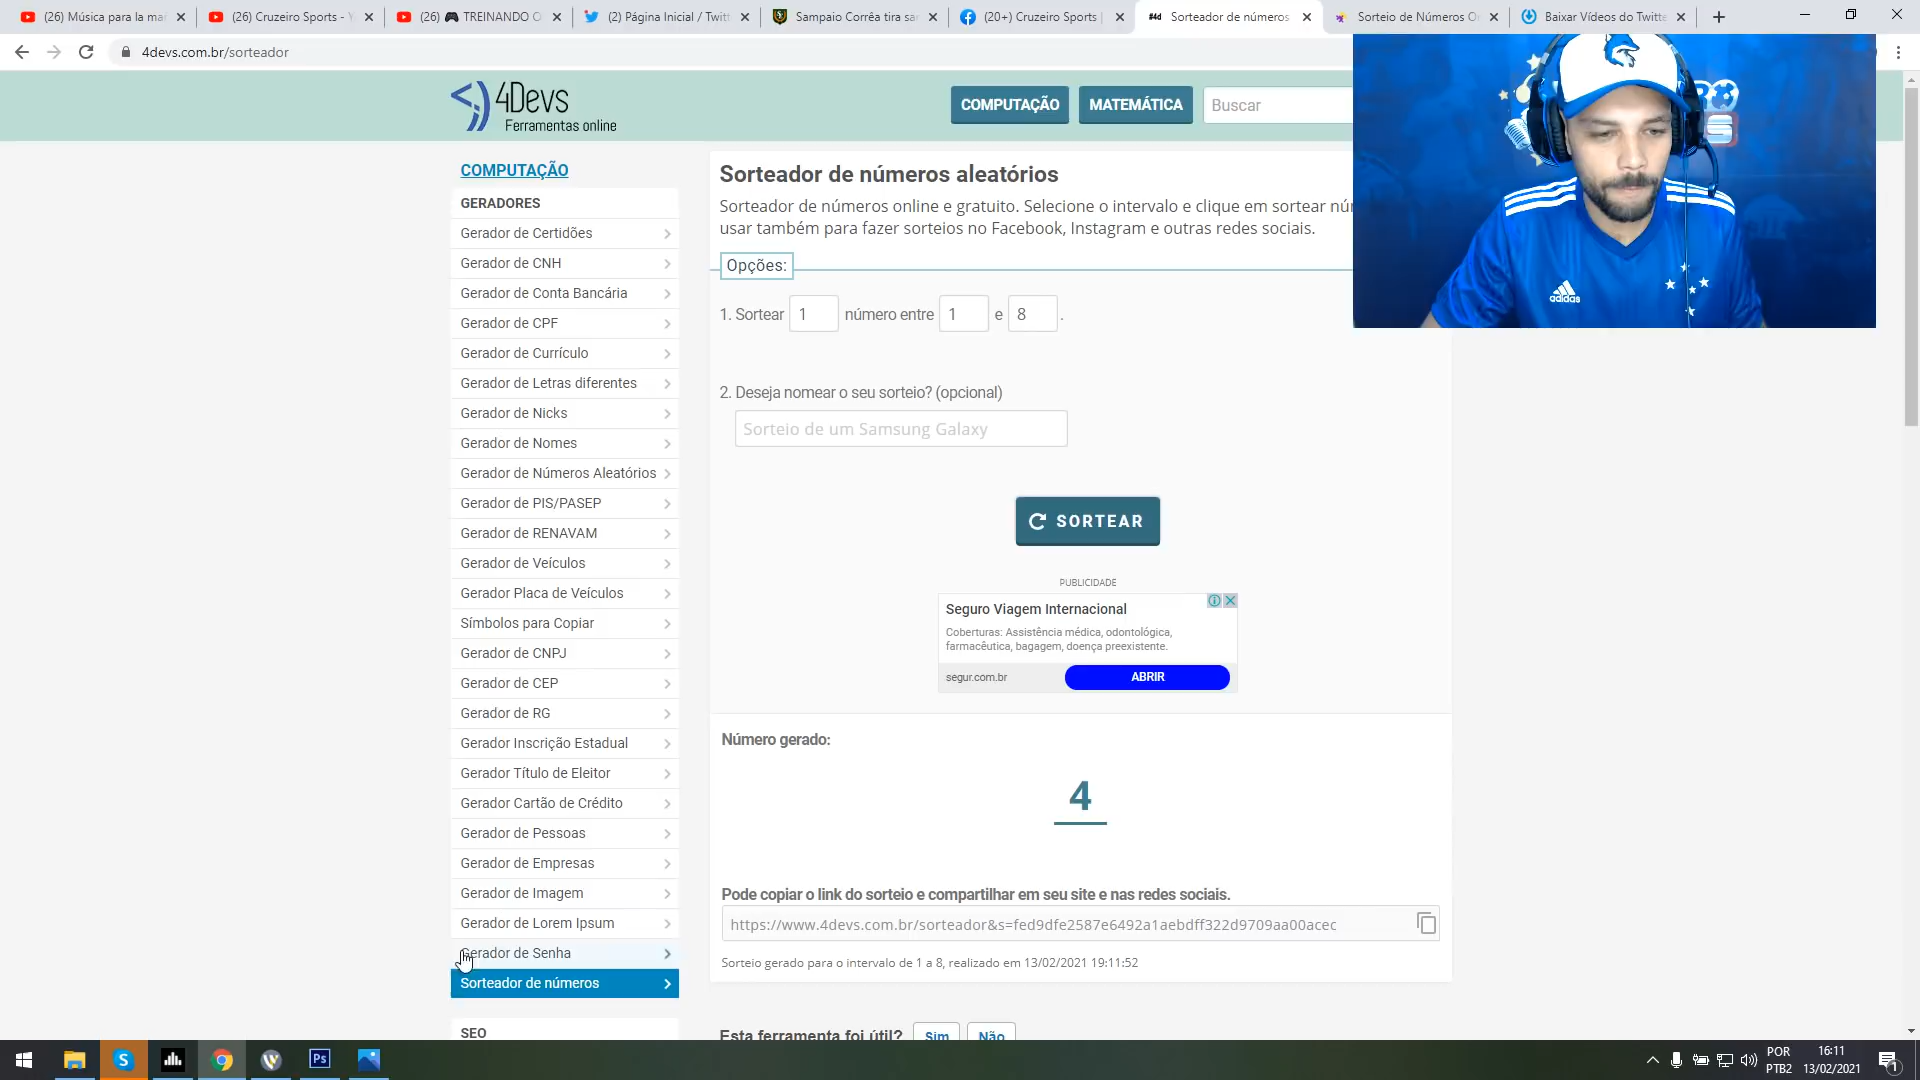 (26) Música para la ma
(26) Cruzeiro Sports - Y
(26) 🎮 TREINANDO O
(2) Página Inicial / Twitt
Sampaio Corrêa tira sar
(20+) Cruzeiro Sports |
Sorteador de números
Sorteio de Números O
Baixar Vídeos do Twitte
4devs.com.br/sorteador
4Devs
Ferramentas online
COMPUTAÇÃO
MATEMÁTICA
Buscar
COMPUTAÇÃO
GERADORES
Gerador de Certidões
Gerador de CNH
Gerador de Conta Bancária
Gerador de CPF
Gerador de Currículo
Gerador de Letras diferentes
Gerador de Nicks
Gerador de Nomes
Gerador de Números Aleatórios
Gerador de PIS/PASEP
Gerador de RENAVAM
Gerador de Veículos
Gerador Placa de Veículos
Símbolos para Copiar
Gerador de CNPJ
Gerador de CEP
Gerador de RG
Gerador Inscrição Estadual
Gerador Título de Eleitor
Gerador Cartão de Crédito
Gerador de Pessoas
Gerador de Empresas
Gerador de Imagem
Gerador de Lorem Ipsum
Gerador de Senha
Sorteador de números
SEO
Sorteador de números aleatórios
Sorteador de números online e gratuito. Selecione o intervalo e clique em sortear nú
usar também para fazer sorteios no Facebook, Instagram e outras redes sociais.
Opções:
1. Sortear 1 número entre 1 e 8 .
2. Deseja nomear o seu sorteio? (opcional)
Sorteio de um Samsung Galaxy
SORTEAR
PUBLICIDADE
Seguro Viagem Internacional
Coberturas: Assistência médica, odontológica,
farmacêutica, bagagem, doença preexistente.
segur.com.br
ABRIR
Número gerado:
4
Pode copiar o link do sorteio e compartilhar em seu site e nas redes sociais.
https://www.4devs.com.br/sorteador&s=fed9dfe2587e6492a1aebdff322d9709aa00acec
Sorteio gerado para o intervalo de 1 a 8, realizado em 13/02/2021 19:11:52
Esta ferramenta foi útil? Sim Não
adidas
POR
PTB2
16:11
13/02/2021
1